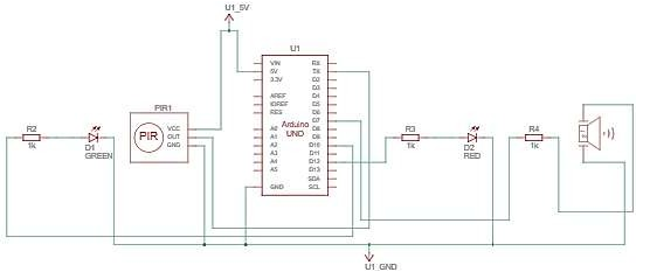 U1_5V
U1
VIN
5V
3.3V
AREF
IOREF
RES
A0
A1
A2
A3
A4
A5
GND
Arduino
UNO
RX
TX
D2
D3
D4
D5
D6
D7
D8
D9
D10
D11
D12
D13
SDA
SCL
PIR1
PIR
VCC
OUT
GND
R2
1k
D1
GREEN
R3
1k
D2
RED
R4
1k
U1_GND